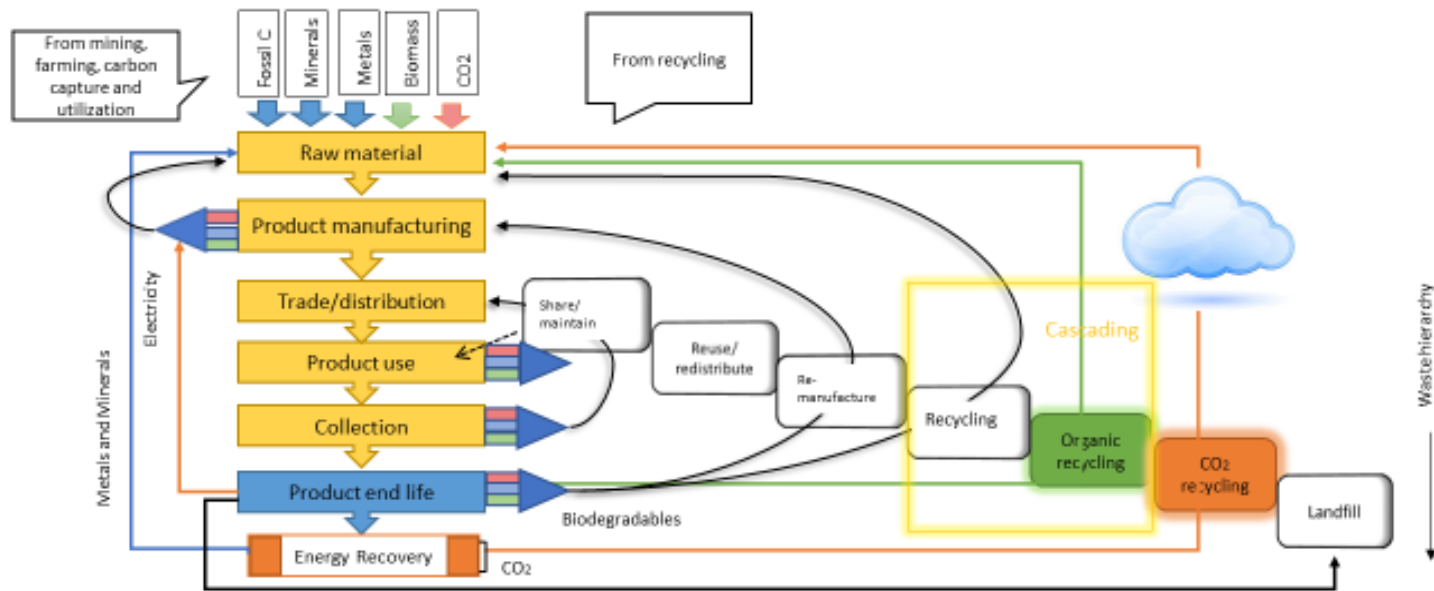 From mining,
farming, carbon
capture and
utilization
Fossil C
Minerals
Metals
Biomass
CO2
From recycling
Raw material
Product manufacturing
Trade/distribution
Share/
maintain
Product use
Reuse/
redistribute
Re-
manufacture
Collection
Recycling
Cascading
Organic
recycling
CO₂
recycling
Landfill
Product end life
Biodegradables
Energy Recovery
CO₂
Electricity
Metals and Minerals
Wastehierarchy